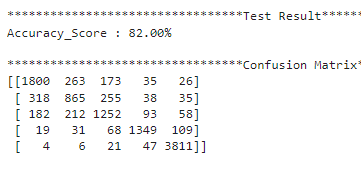 *******************************Test Result******
Accuracy_Score : 82.00%
*******************************Confusion Matrix*
[[1800 263 173 35 26]
[ 318 865 255 38 35]
[ 182 212 1252 93 58]
[ 19 31 68 1349 109]
[ 4 6 21 47 3811]]